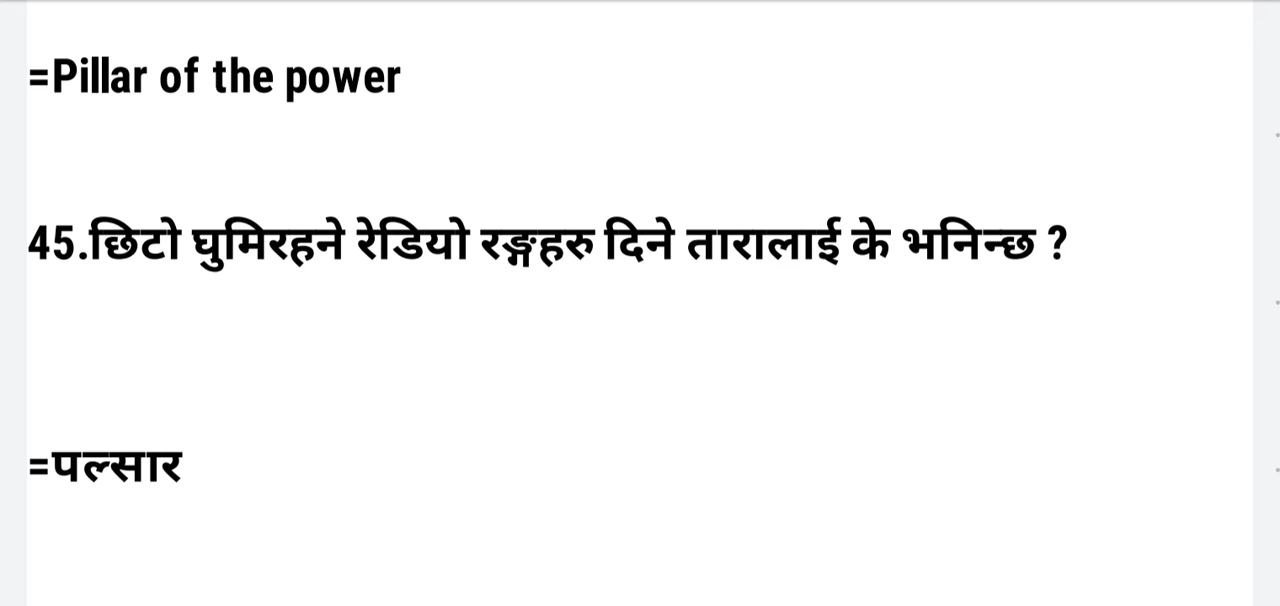 =Pillar of the power
45.छिटो घुमिरहने रेडियो रङ्गहरु दिने तारालाई के भनिन्छ ?
=पल्सार